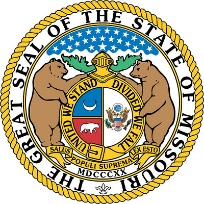 THE GREAT SEAL OF THE STATE OF MISSOURI
UNITED WE STAND DIVIDED WE FALL
SALUS POPULI SUPREMA LEX ESTO
MDCCCXX